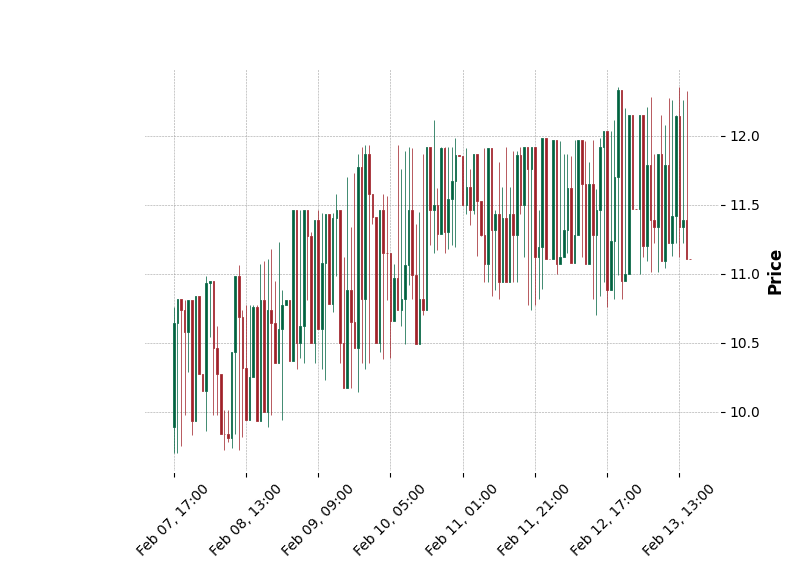 12.0
11.5
11.0
10.5
10.0
Price
Feb 07, 17:00
Feb 08, 13:00
Feb 09, 09:00
Feb 10, 05:00
Feb 11, 01:00
Feb 11, 21:00
Feb 12, 17:00
Feb 13, 13:00